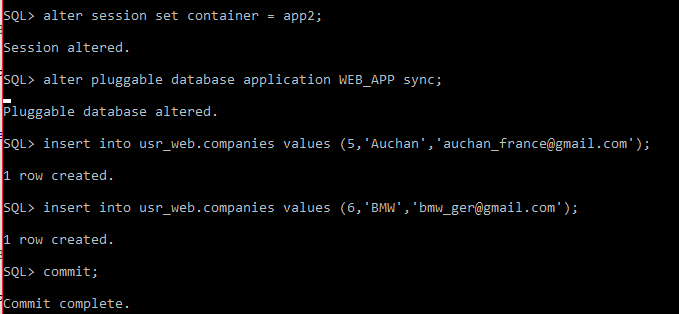 SQL> alter session set container = app2;
Session altered.
SQL> alter pluggable database application WEB_APP sync;
Pluggable database altered.
SQL> insert into usr_web.companies values (5,'Auchan','auchan_france@gmail.com');
1 row created.
SQL> insert into usr_web.companies values (6,'BMW','bmw_ger@gmail.com');
1 row created.
SQL> commit;
Commit complete.